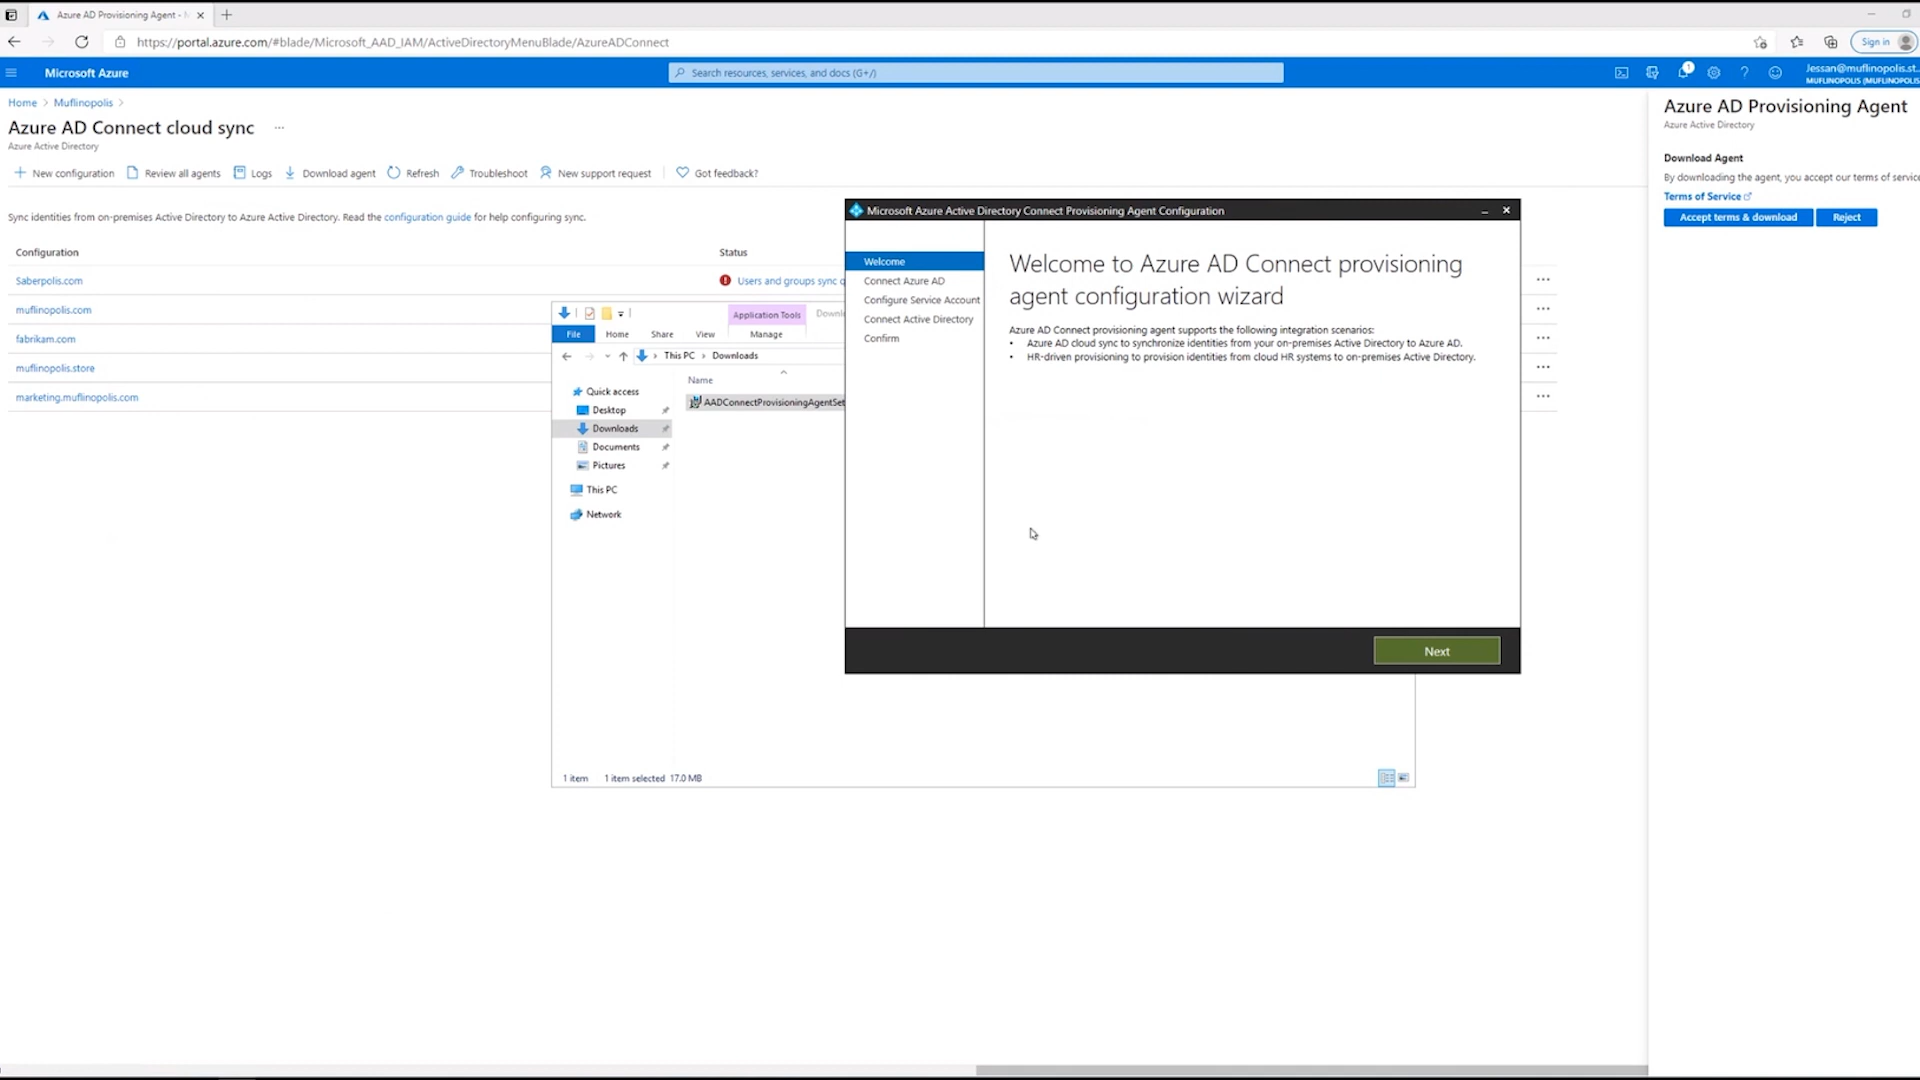 Azure AD Provisioning Agent - M
https://portal.azure.com/#blade/Microsoft_AAD_IAM/ActiveDirectoryMenuBlade/AzureADConnect
Sign in
Microsoft Azure
Search resources, services, and docs (G+/)
1
Jessan@muflinopolis.st...
MUFLINOPOLIS (MUFLINOPOLIS
Home > Muflinopolis >
Azure AD Connect cloud sync ...
Azure Active Directory
New configuration
Review all agents
Logs
Download agent
Refresh
Troubleshoot
New support request
Got feedback?
Sync identities from on-premises Active Directory to Azure Active Directory. Read the configuration guide for help configuring sync.
Configuration
Status
Saberpolis.com
Users and groups sync q
muflinopolis.com
fabrikam.com
muflinopolis.store
marketing.muflinopolis.com
Application Tools
Downl
File
Home
Share
View
Manage
This PC > Downloads
Name
AADConnectProvisioningAgentSet
Quick access
Desktop
Downloads
Documents
Pictures
This PC
Network
1 item
1 item selected 17.0 MB
Microsoft Azure Active Directory Connect Provisioning Agent Configuration
Welcome
Connect Azure AD
Configure Service Account
Connect Active Directory
Confirm
Welcome to Azure AD Connect provisioning
agent configuration wizard
Azure AD Connect provisioning agent supports the following integration scenarios:
• Azure AD cloud sync to synchronize identities from your on-premises Active Directory to Azure AD.
• HR-driven provisioning to provision identities from cloud HR systems to on-premises Active Directory.
Next
Azure AD Provisioning Agent
Azure Active Directory
Download Agent
By downloading the agent, you accept our terms of service
Terms of Service
Accept terms & download
Reject